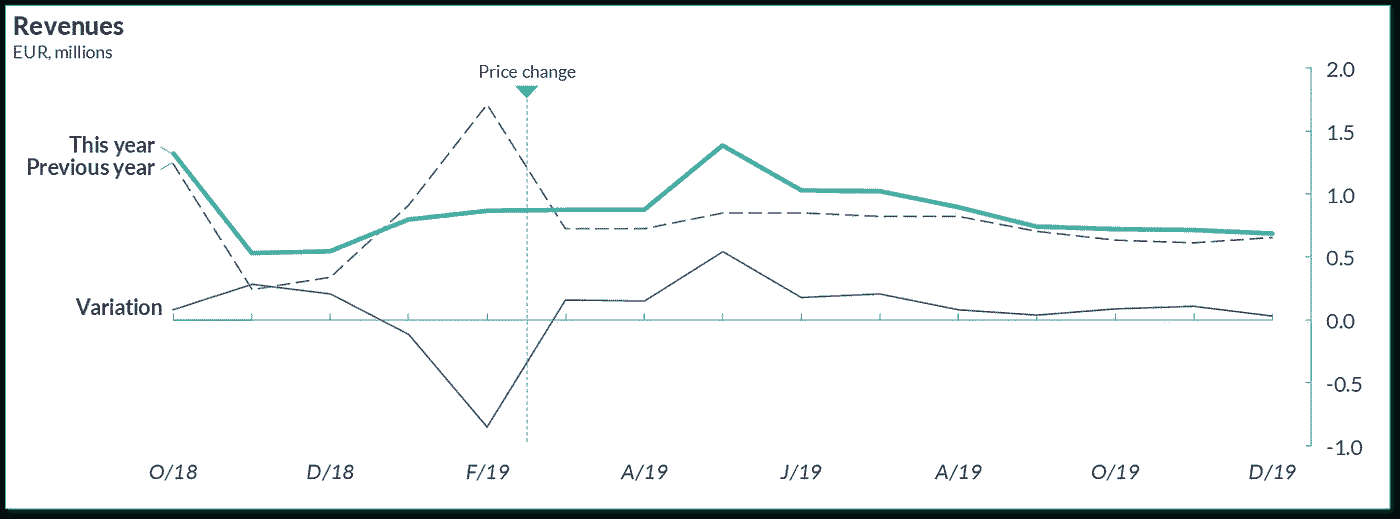 Revenues
EUR, millions
Price change
2.0
This year
1.5
Previous year
1.0
0.5
Variation
0.0
-0.5
-1.0
O/18 D/18 F/19 A/19 J/19 A/19 O/19 D/19